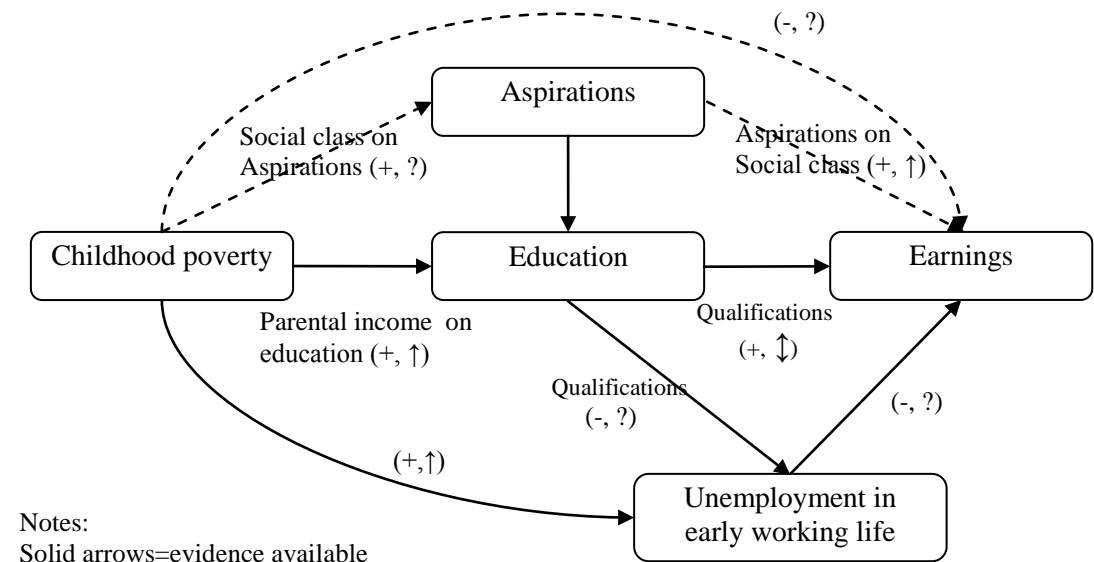 (-, ?)
Aspirations
Social class on
Aspirations (+, ?)
Aspirations on
Social class (+, ↑)
Childhood poverty
Education
Earnings
Parental income on
education (+, ↑)
Qualifications
(+, ↕)
Qualifications
(-, ?)
(-, ?)
(+,↑)
Unemployment in
early working life
Notes:
Solid arrows=evidence available